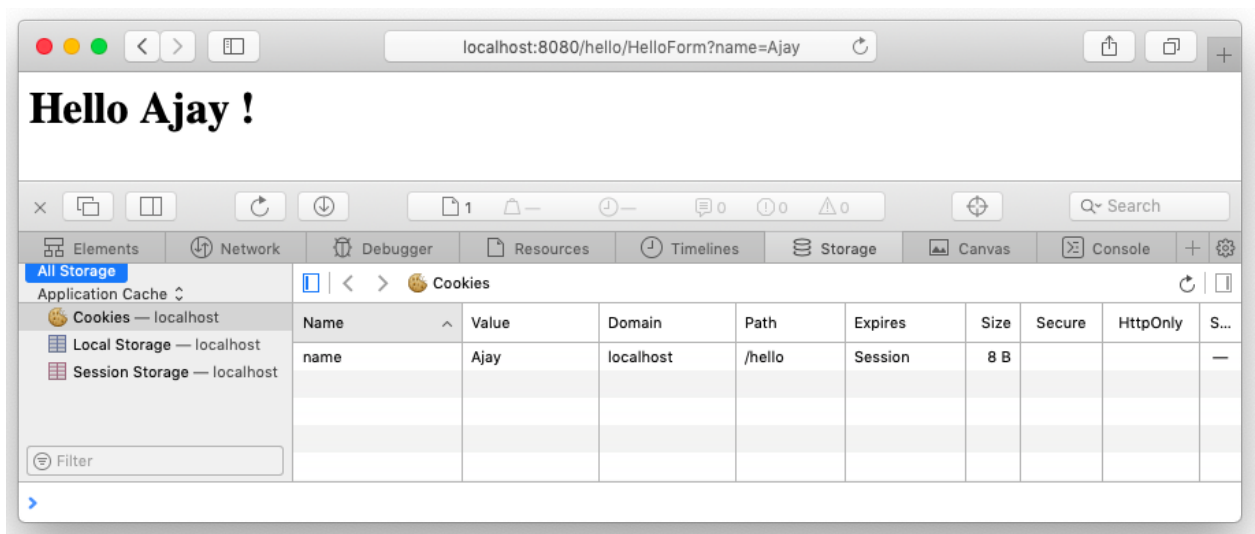 localhost:8080/hello/HelloForm?name=Ajay
Hello Ajay !
1 — — 0 0 0 Search
Elements Network Debugger Resources Timelines Storage Canvas Console
All Storage
Application Cache
Cookies — localhost
Local Storage — localhost
Session Storage — localhost
Filter
Cookies
Name Value Domain Path Expires Size Secure HttpOnly S...
name Ajay localhost /hello Session 8 B —